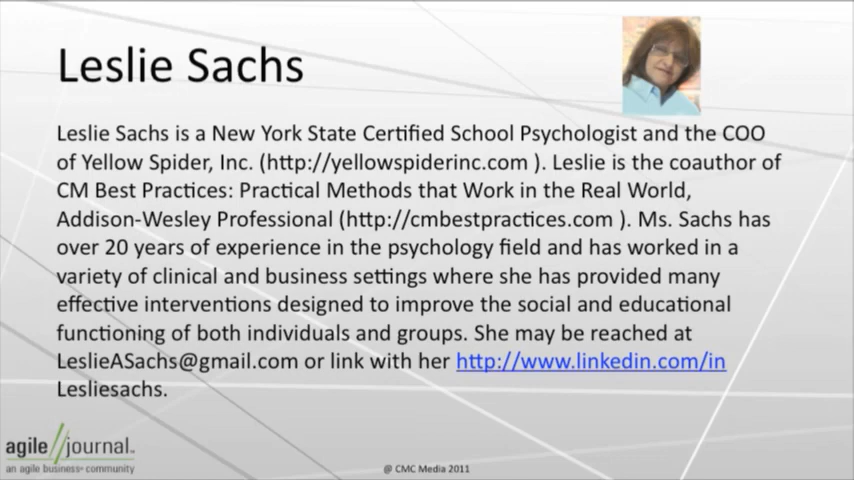 Leslie Sachs
Leslie Sachs is a New York State Certified School Psychologist and the COO
of Yellow Spider, Inc. (http://yellowspiderinc.com ). Leslie is the coauthor of
CM Best Practices: Practical Methods that Work in the Real World,
Addison-Wesley Professional (http://cmbestpractices.com ). Ms. Sachs has
over 20 years of experience in the psychology field and has worked in a
variety of clinical and business settings where she has provided many
effective interventions designed to improve the social and educational
functioning of both individuals and groups. She may be reached at
LeslieASachs@gmail.com or link with her http://www.linkedin.com/in
Lesliesachs.
agile//journal™
an agile business• community
@ CMC Media 2011